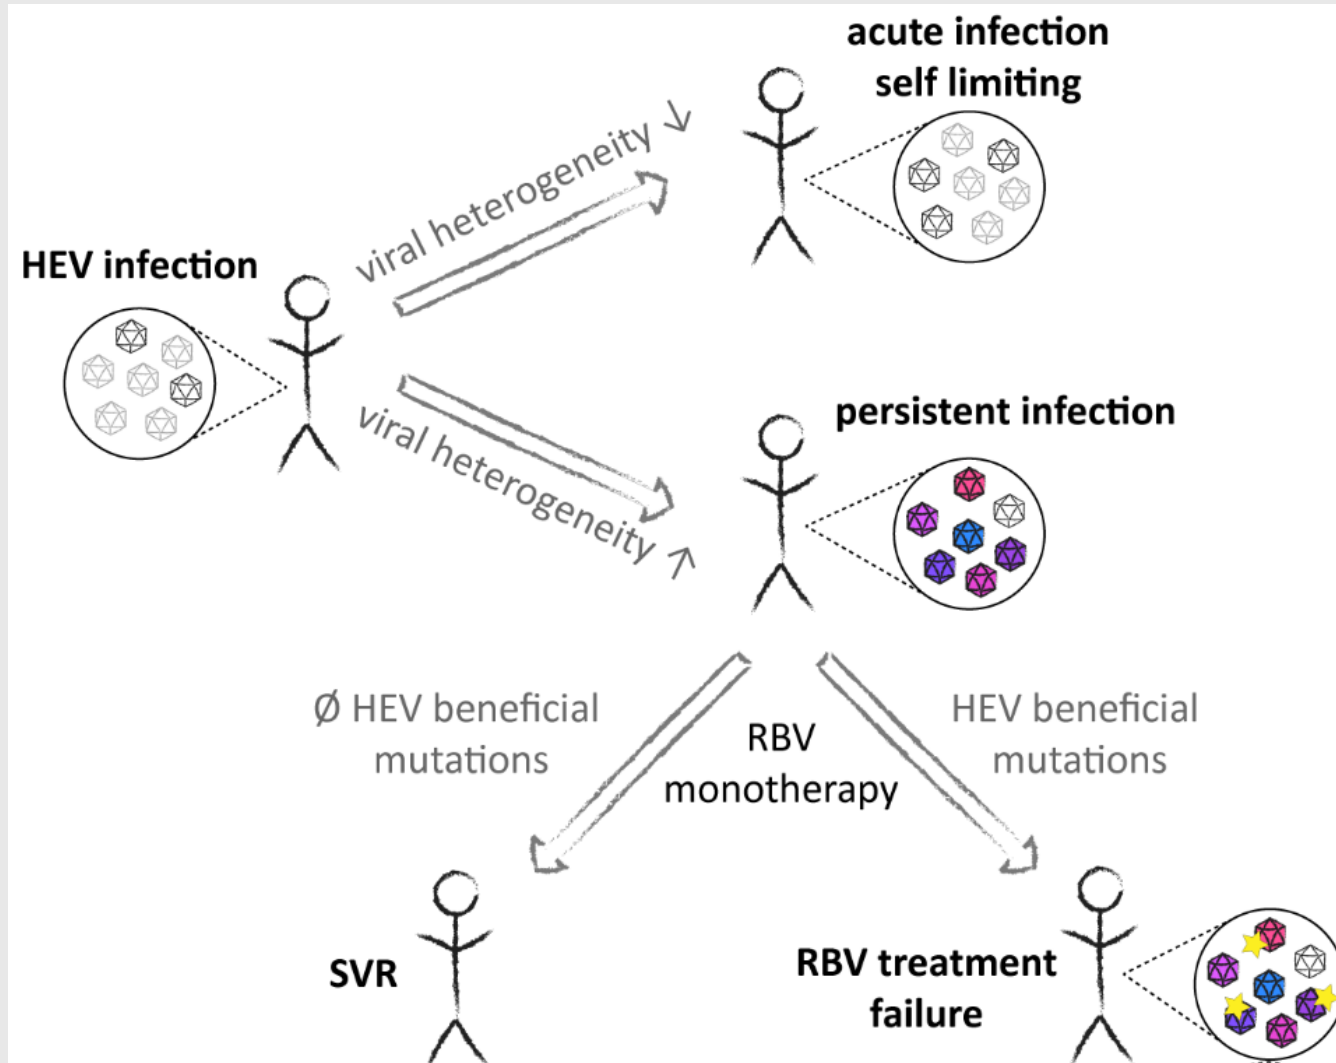 acute infection
self limiting
viral heterogeneity ↓
HEV infection
viral heterogeneity ↑
persistent infection
Ø HEV beneficial
mutations
RBV
monotherapy
HEV beneficial
mutations
SVR
RBV treatment
failure